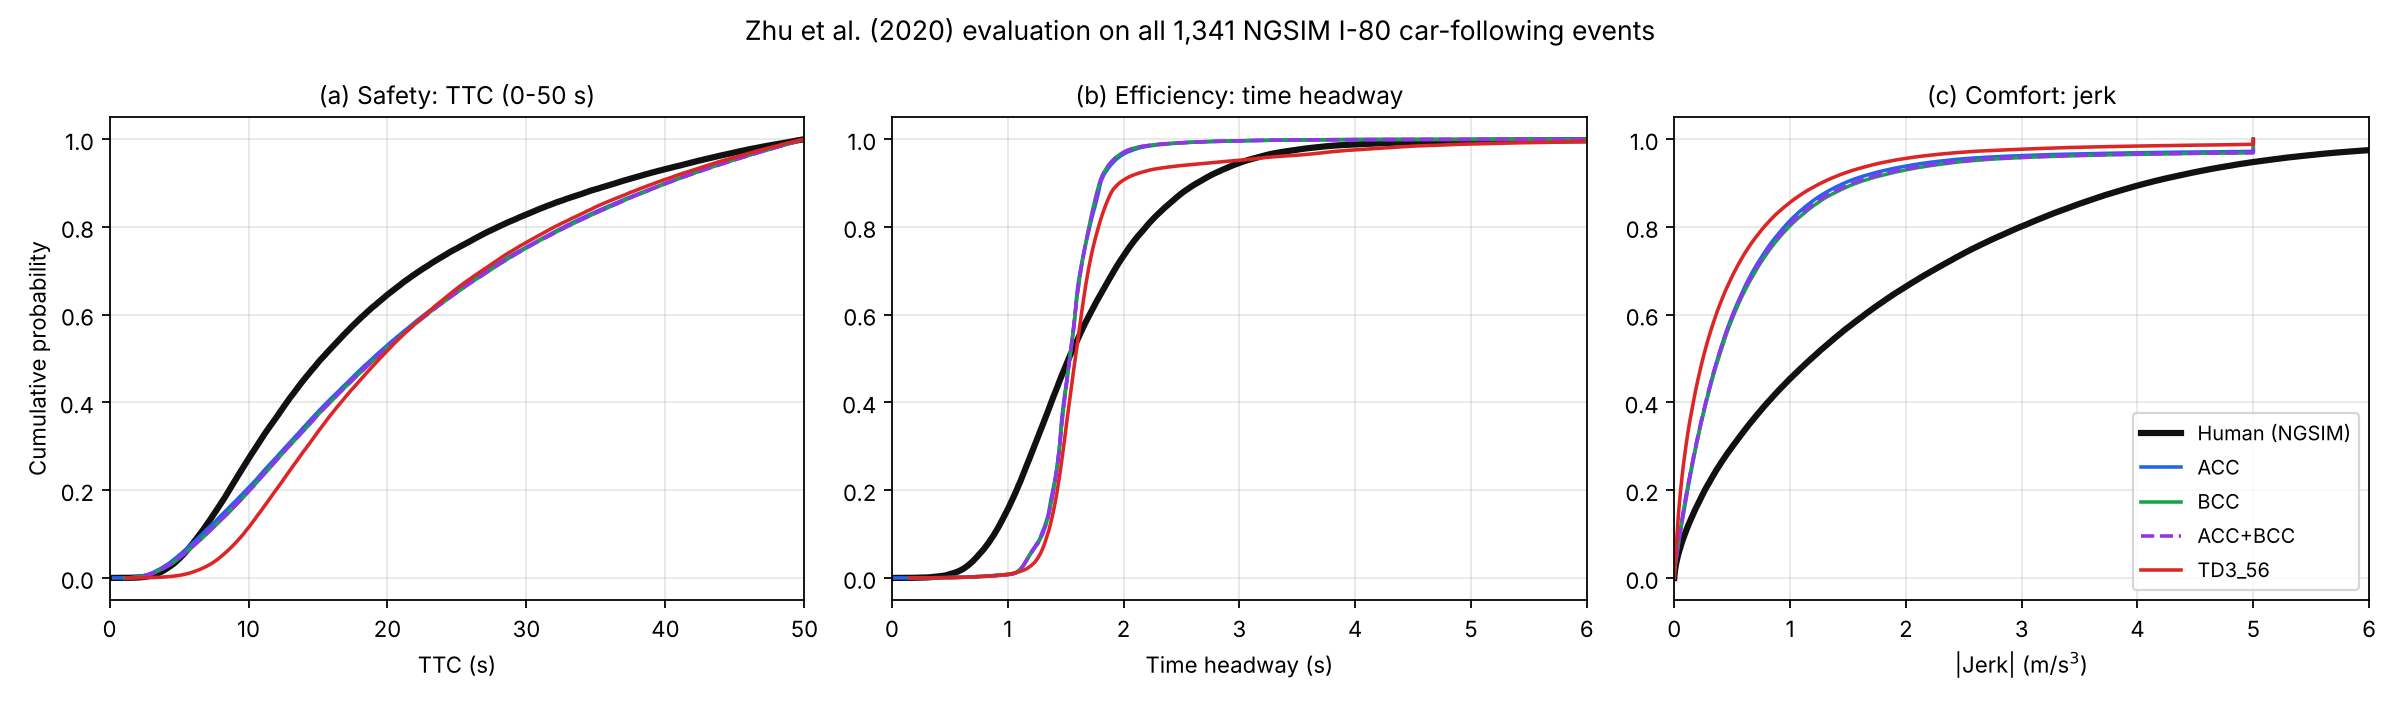 Zhu et al. (2020) evaluation on all 1,341 NGSIM I-80 car-following events
(a) Safety: TTC (0-50 s)
Cumulative probability
1.0
0.8
0.6
0.4
0.2
0.0
0 10 20 30 40 50
TTC (s)
(b) Efficiency: time headway
1.0
0.8
0.6
0.4
0.2
0.0
0 1 2 3 4 5 6
Time headway (s)
(c) Comfort: jerk
1.0
0.8
0.6
0.4
0.2
0.0
0 1 2 3 4 5 6
|Jerk| (m/s³)
Human (NGSIM)
ACC
BCC
ACC+BCC
TD3_56